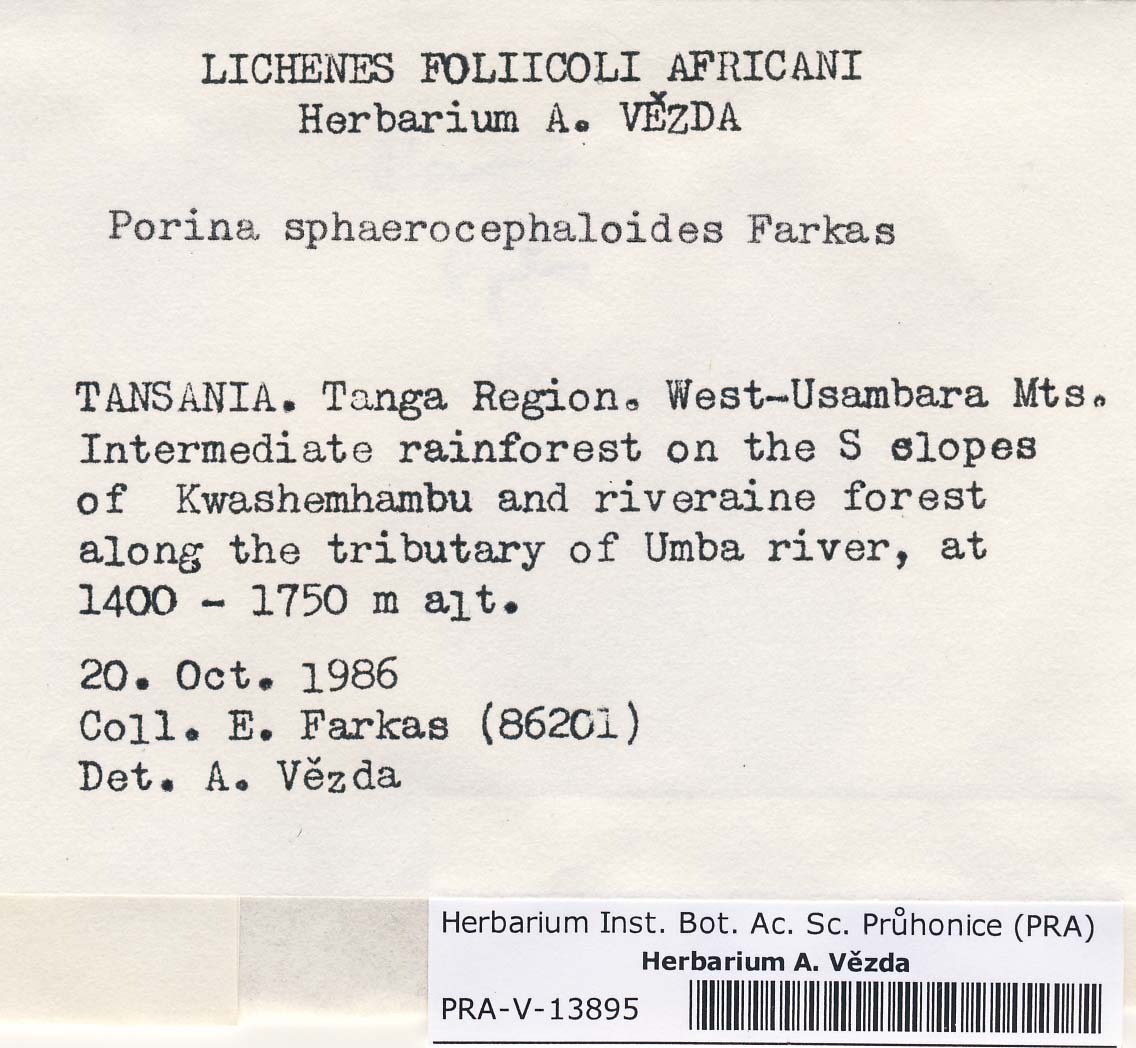 LICHENES FOLIICOLI AFRICANI
Herbarium A. VĚZDA
Porina sphaerocephaloides Farkas
TANSANIA. Tanga Region. West-Usambara Mts.
Intermediate rainforest on the S slopes
of Kwashemhambu and riveraine forest
along the tributary of Umba river, at
1400 - 1750 m alt.
20. Oct. 1986
Coll. E. Farkas (86201)
Det. A. Vězda
Herbarium Inst. Bot. Ac. Sc. Průhonice (PRA)
Herbarium A. Vězda
PRA-V-13895